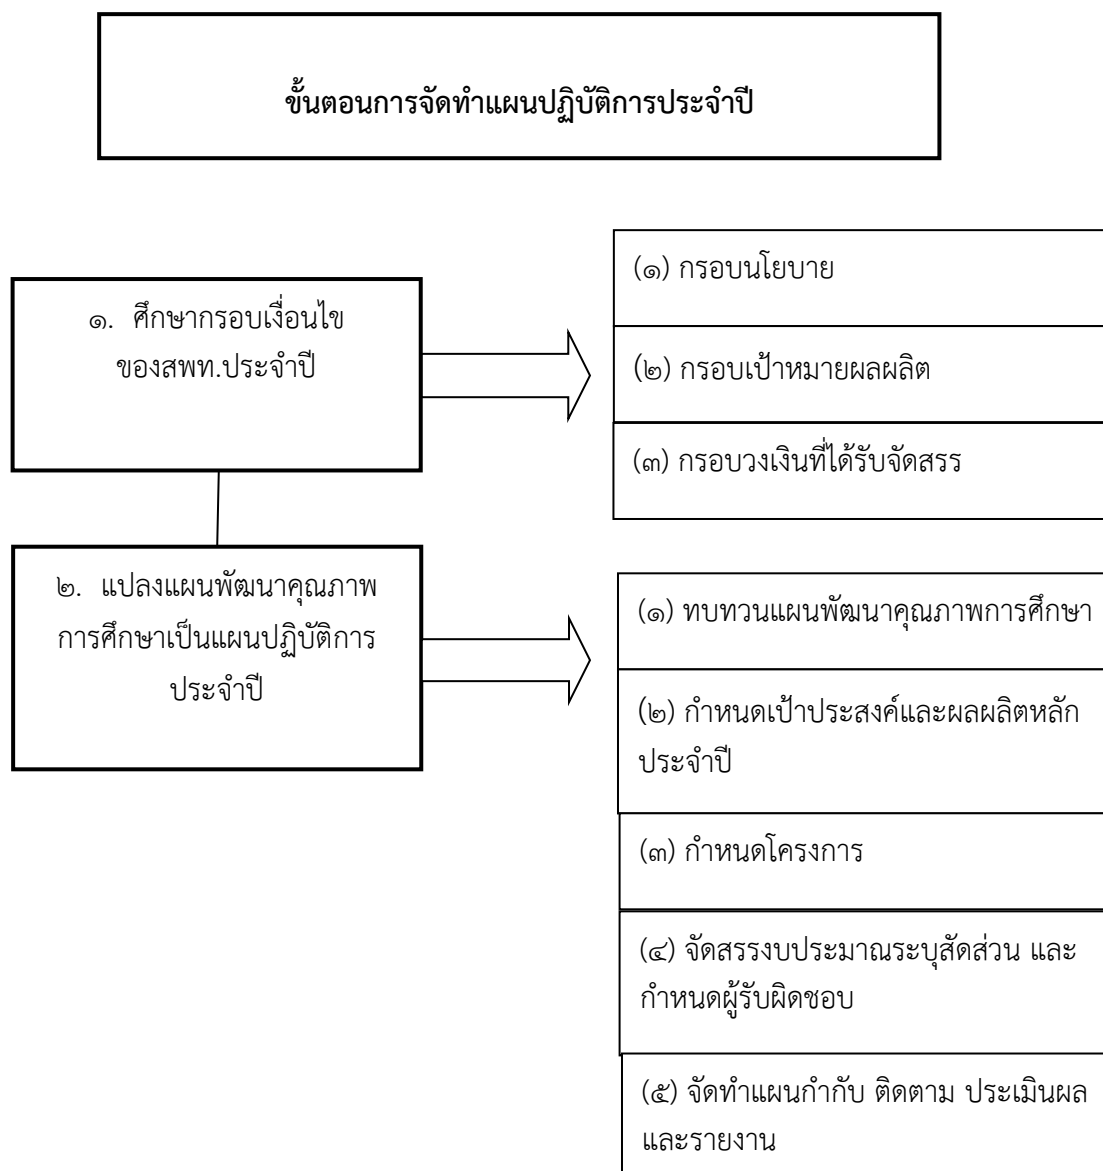 ขั้นตอนการจัดทำแผนปฏิบัติการประจำปี
๑. ศึกษากรอบเงื่อนไข
ของสพท.ประจำปี
(๑) กรอบนโยบาย
(๒) กรอบเป้าหมายผลผลิต
(๓) กรอบวงเงินที่ได้รับจัดสรร
๒. แปลงแผนพัฒนาคุณภาพ
การศึกษาเป็นแผนปฏิบัติการ
ประจำปี
(๑) ทบทวนแผนพัฒนาคุณภาพการศึกษา
(๒) กำหนดเป้าประสงค์และผลผลิตหลัก
ประจำปี
(๓) กำหนดโครงการ
(๔) จัดสรรงบประมาณระบุสัดส่วน และ
กำหนดผู้รับผิดชอบ
(๕) จัดทำแผนกำกับ ติดตาม ประเมินผล
และรายงาน